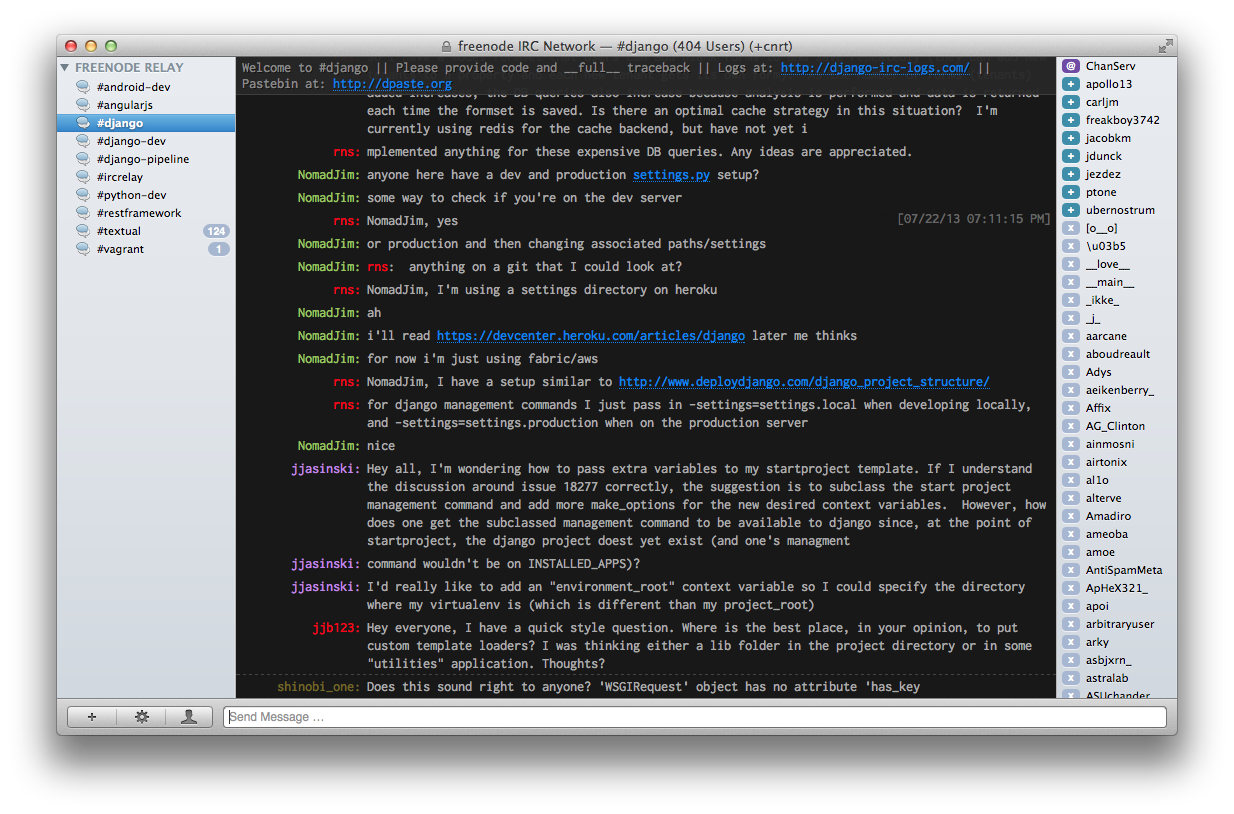 freenode IRC Network — #django (404 Users) (+cnrt)
FREENODE RELAY
#android-dev
#angularjs
#django
#django-dev
#django-pipeline
#ircrelay
#python-dev
#restframework
#textual 124
#vagrant 1
Welcome to #django || Please provide code and __full__ traceback || Logs at: http://django-irc-logs.com/ ||
Pastebin at: http://dpaste.org
added increases, the DB queries also increase because analysis is performed and data is returned
each time the formset is saved. Is there an optimal cache strategy in this situation?  I'm
currently using redis for the cache backend, but have not yet i
rns: mplemented anything for these expensive DB queries. Any ideas are appreciated.
NomadJim: anyone here have a dev and production settings.py setup?
NomadJim: some way to check if you're on the dev server
rns: NomadJim, yes [07/22/13 07:11:15 PM]
NomadJim: or production and then changing associated paths/settings
NomadJim: rns:  anything on a git that I could look at?
rns: NomadJim, I'm using a settings directory on heroku
NomadJim: ah
NomadJim: i'll read https://devcenter.heroku.com/articles/django later me thinks
NomadJim: for now i'm just using fabric/aws
rns: NomadJim, I have a setup similar to http://www.deploydjango.com/django_project_structure/
rns: for django management commands I just pass in -settings=settings.local when developing locally,
and -settings=settings.production when on the production server
NomadJim: nice
jjasinski: Hey all, I'm wondering how to pass extra variables to my startproject template. If I understand
the discussion around issue 18277 correctly, the suggestion is to subclass the start project
management command and add more make_options for the new desired context variables.  However, how
does one get the subclassed management command to be available to django since, at the point of
startproject, the django project doest yet exist (and one's managment
jjasinski: command wouldn't be on INSTALLED_APPS)?
jjasinski: I'd really like to add an "environment_root" context variable so I could specify the directory
where my virtualenv is (which is different than my project_root)
jjb123: Hey everyone, I have a quick style question. Where is the best place, in your opinion, to put
custom template loaders? I was thinking either a lib folder in the project directory or in some
"utilities" application. Thoughts?
shinobi_one: Does this sound right to anyone? 'WSGIRequest' object has no attribute 'has_key
@ ChanServ
+ apollo13
+ carljm
+ freakboy3742
+ jacobkm
+ jdunck
+ jezdez
+ ptone
+ ubernostrum
x [o__o]
x \u03b5
x __love__
x __main__
x _ikke_
x _j_
x aarcane
x aboudreault
x Adys
x aeikenberry_
x Affix
x AG_Clinton
x ainmosni
x airtonix
x al1o
x alterve
x Amadiro
x ameoba
x amoe
x AntiSpamMeta
x ApHeX321_
x apoi
x arbitraryuser
x arky
x asbjxrn_
x astralab
x ASUchander
Send Message ...